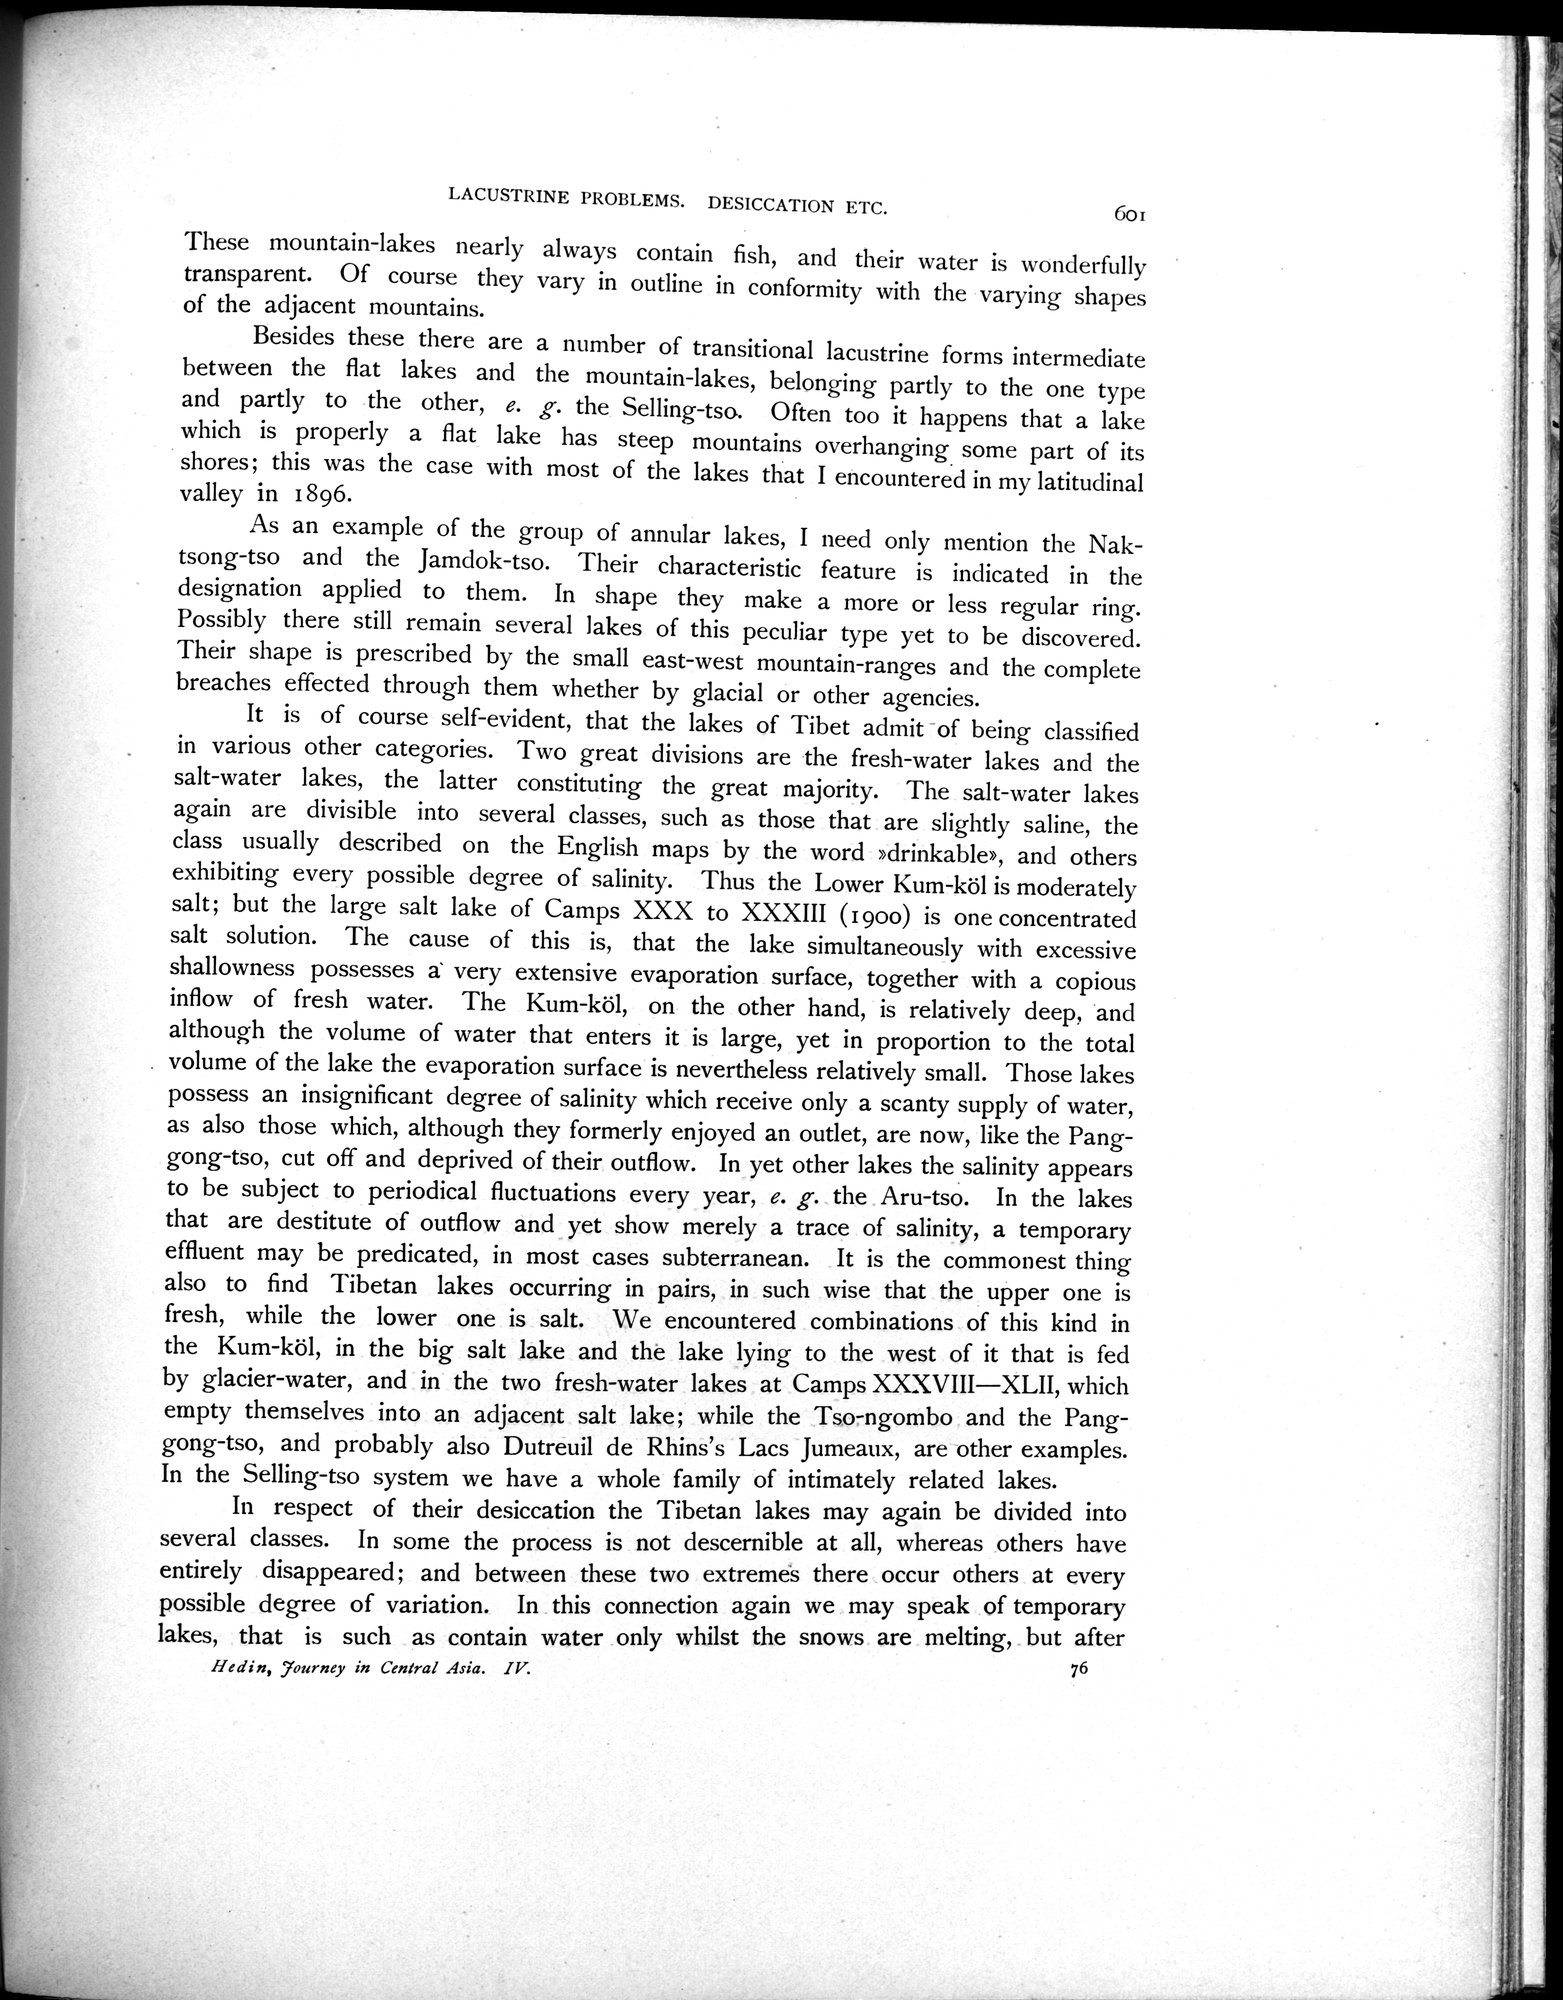 LACUSTRINE PROBLEMS. DESICCATION ETC. 601
These mountain-lakes nearly always contain fish, and their water is wonderfully
transparent. Of course they vary in outline in conformity with the varying shapes
of the adjacent mountains.
Besides these there are a number of transitional lacustrine forms intermediate
between the flat lakes and the mountain-lakes, belonging partly to the one type
and partly to the other, e. g. the Selling-tso. Often too it happens that a lake
which is properly a flat lake has steep mountains overhanging some part of its
shores; this was the case with most of the lakes that I encountered in my latitudinal
valley in 1896.
As an example of the group of annular lakes, I need only mention the Nak-
tsong-tso and the Jamdok-tso. Their characteristic feature is indicated in the
designation applied to them. In shape they make a more or less regular ring.
Possibly there still remain several lakes of this peculiar type yet to be discovered.
Their shape is prescribed by the small east-west mountain-ranges and the complete
breaches effected through them whether by glacial or other agencies.
It is of course self-evident, that the lakes of Tibet admit of being classified
in various other categories. Two great divisions are the fresh-water lakes and the
salt-water lakes, the latter constituting the great majority. The salt-water lakes
again are divisible into several classes, such as those that are slightly saline, the
class usually described on the English maps by the word »drinkable», and others
exhibiting every possible degree of salinity. Thus the Lower Kum-köl is moderately
salt; but the large salt lake of Camps XXX to XXXIII (1900) is one concentrated
salt solution. The cause of this is, that the lake simultaneously with excessive
shallowness possesses a very extensive evaporation surface, together with a copious
inflow of fresh water. The Kum-köl, on the other hand, is relatively deep, and
although the volume of water that enters it is large, yet in proportion to the total
volume of the lake the evaporation surface is nevertheless relatively small. Those lakes
possess an insignificant degree of salinity which receive only a scanty supply of water,
as also those which, although they formerly enjoyed an outlet, are now, like the Pang-
gong-tso, cut off and deprived of their outflow. In yet other lakes the salinity appears
to be subject to periodical fluctuations every year, e. g. the Aru-tso. In the lakes
that are destitute of outflow and yet show merely a trace of salinity, a temporary
effluent may be predicated, in most cases subterranean. It is the commonest thing
also to find Tibetan lakes occurring in pairs, in such wise that the upper one is
fresh, while the lower one is salt. We encountered combinations of this kind in
the Kum-köl, in the big salt lake and the lake lying to the west of it that is fed
by glacier-water, and in the two fresh-water lakes at Camps XXXVIII—XLII, which
empty themselves into an adjacent salt lake; while the Tso-ngombo and the Pang-
gong-tso, and probably also Dutreuil de Rhins's Lacs Jumeaux, are other examples.
In the Selling-tso system we have a whole family of intimately related lakes.
In respect of their desiccation the Tibetan lakes may again be divided into
several classes. In some the process is not descernible at all, whereas others have
entirely disappeared; and between these two extremes there occur others at every
possible degree of variation. In this connection again we may speak of temporary
lakes, that is such as contain water only whilst the snows are melting, but after
Hedin, Journey in Central Asia. IV. 76